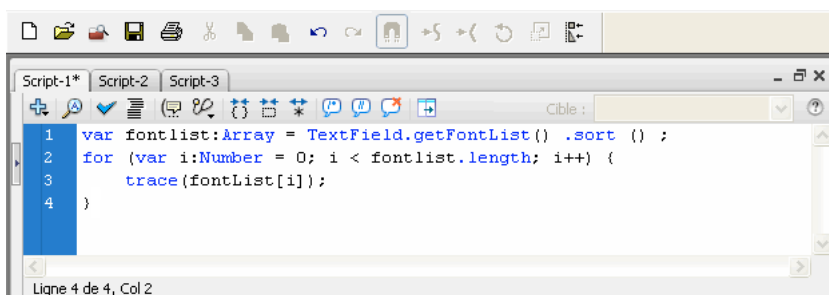 Script-1* Script-2 Script-3
Cible :
1 var fontlist:Array = TextField.getFontList() .sort () ;
2 for (var i:Number = 0; i < fontlist.length; i++) {
3 trace(fontList[i]);
4 }
Ligne 4 de 4, Col 2